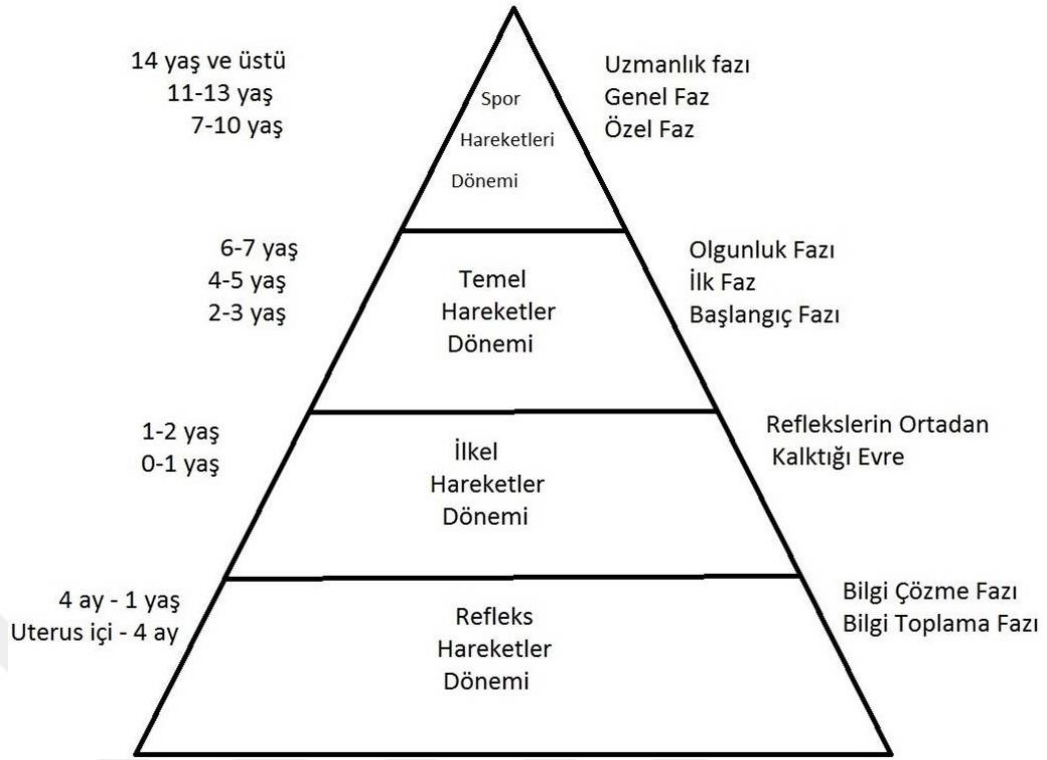 14 yaş ve üstü
11-13 yaş
7-10 yaş
Spor
Hareketleri
Dönemi
Uzmanlık fazı
Genel Faz
Özel Faz
6-7 yaş
4-5 yaş
2-3 yaş
Temel
Hareketler
Dönemi
Olgunluk Fazı
İlk Faz
Başlangıç Fazı
1-2 yaş
0-1 yaş
İlkel
Hareketler
Dönemi
Reflekslerin Ortadan
Kalktığı Evre
4 ay - 1 yaş
Uterus içi - 4 ay
Refleks
Hareketler
Dönemi
Bilgi Çözme Fazı
Bilgi Toplama Fazı